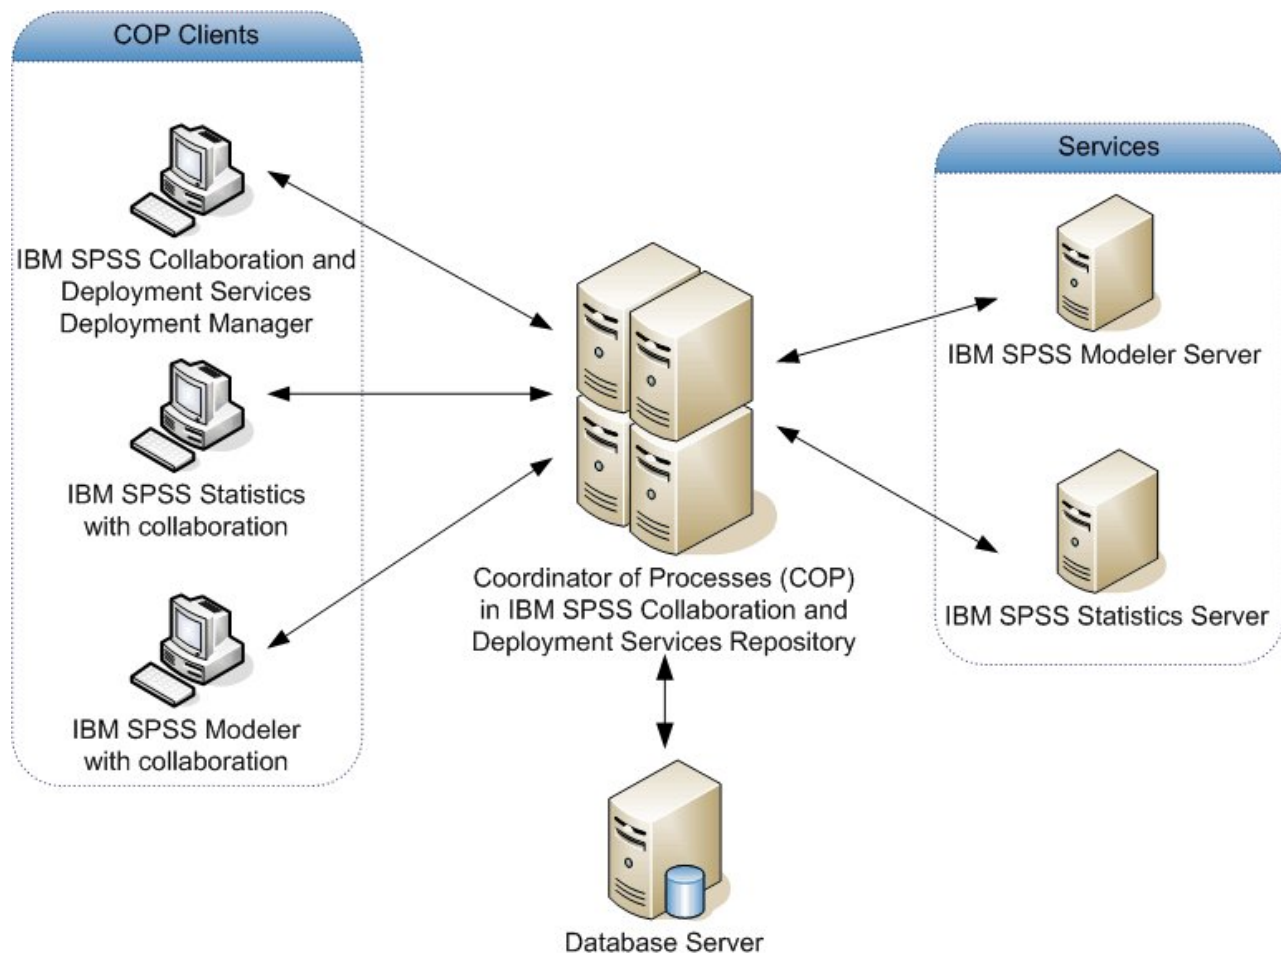 COP Clients
IBM SPSS Collaboration and
Deployment Services
Deployment Manager
IBM SPSS Statistics
with collaboration
IBM SPSS Modeler
with collaboration
Coordinator of Processes (COP)
in IBM SPSS Collaboration and
Deployment Services Repository
Database Server
Services
IBM SPSS Modeler Server
IBM SPSS Statistics Server